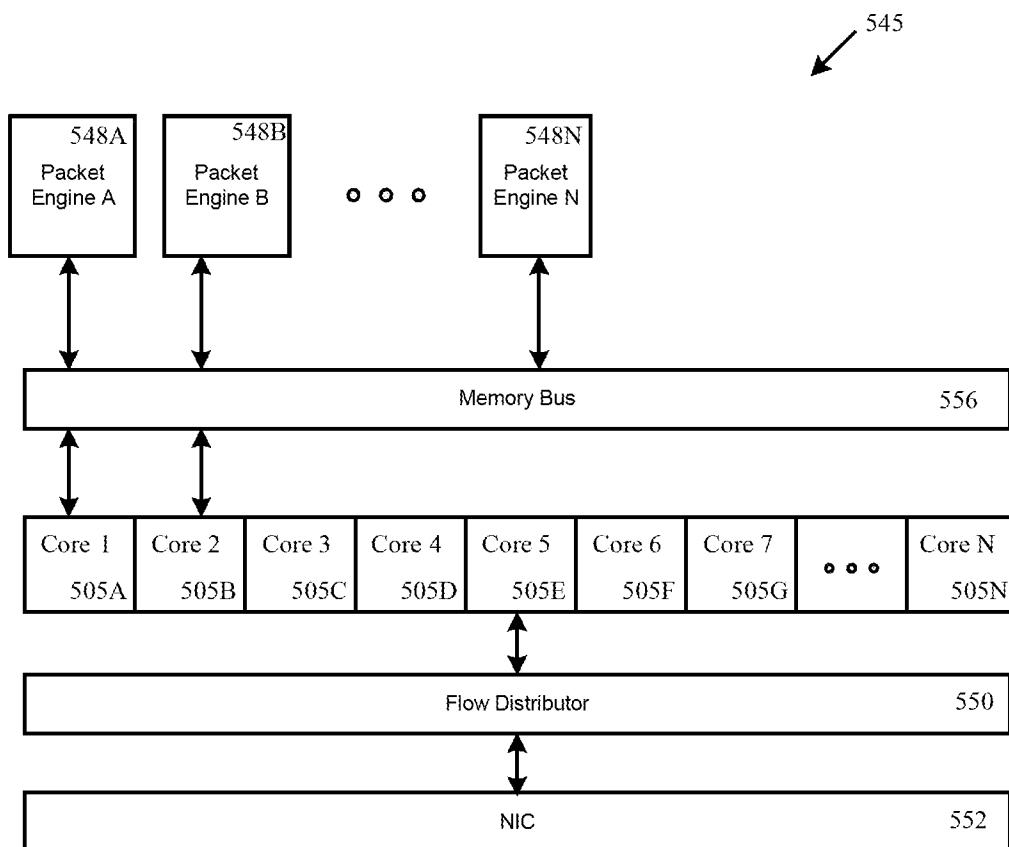 545
548A
Packet
Engine A
548B
Packet
Engine B
548N
Packet
Engine N
Memory Bus
556
Core 1
505A
Core 2
505B
Core 3
505C
Core 4
505D
Core 5
505E
Core 6
505F
Core 7
505G
Core N
505N
Flow Distributor
550
NIC
552